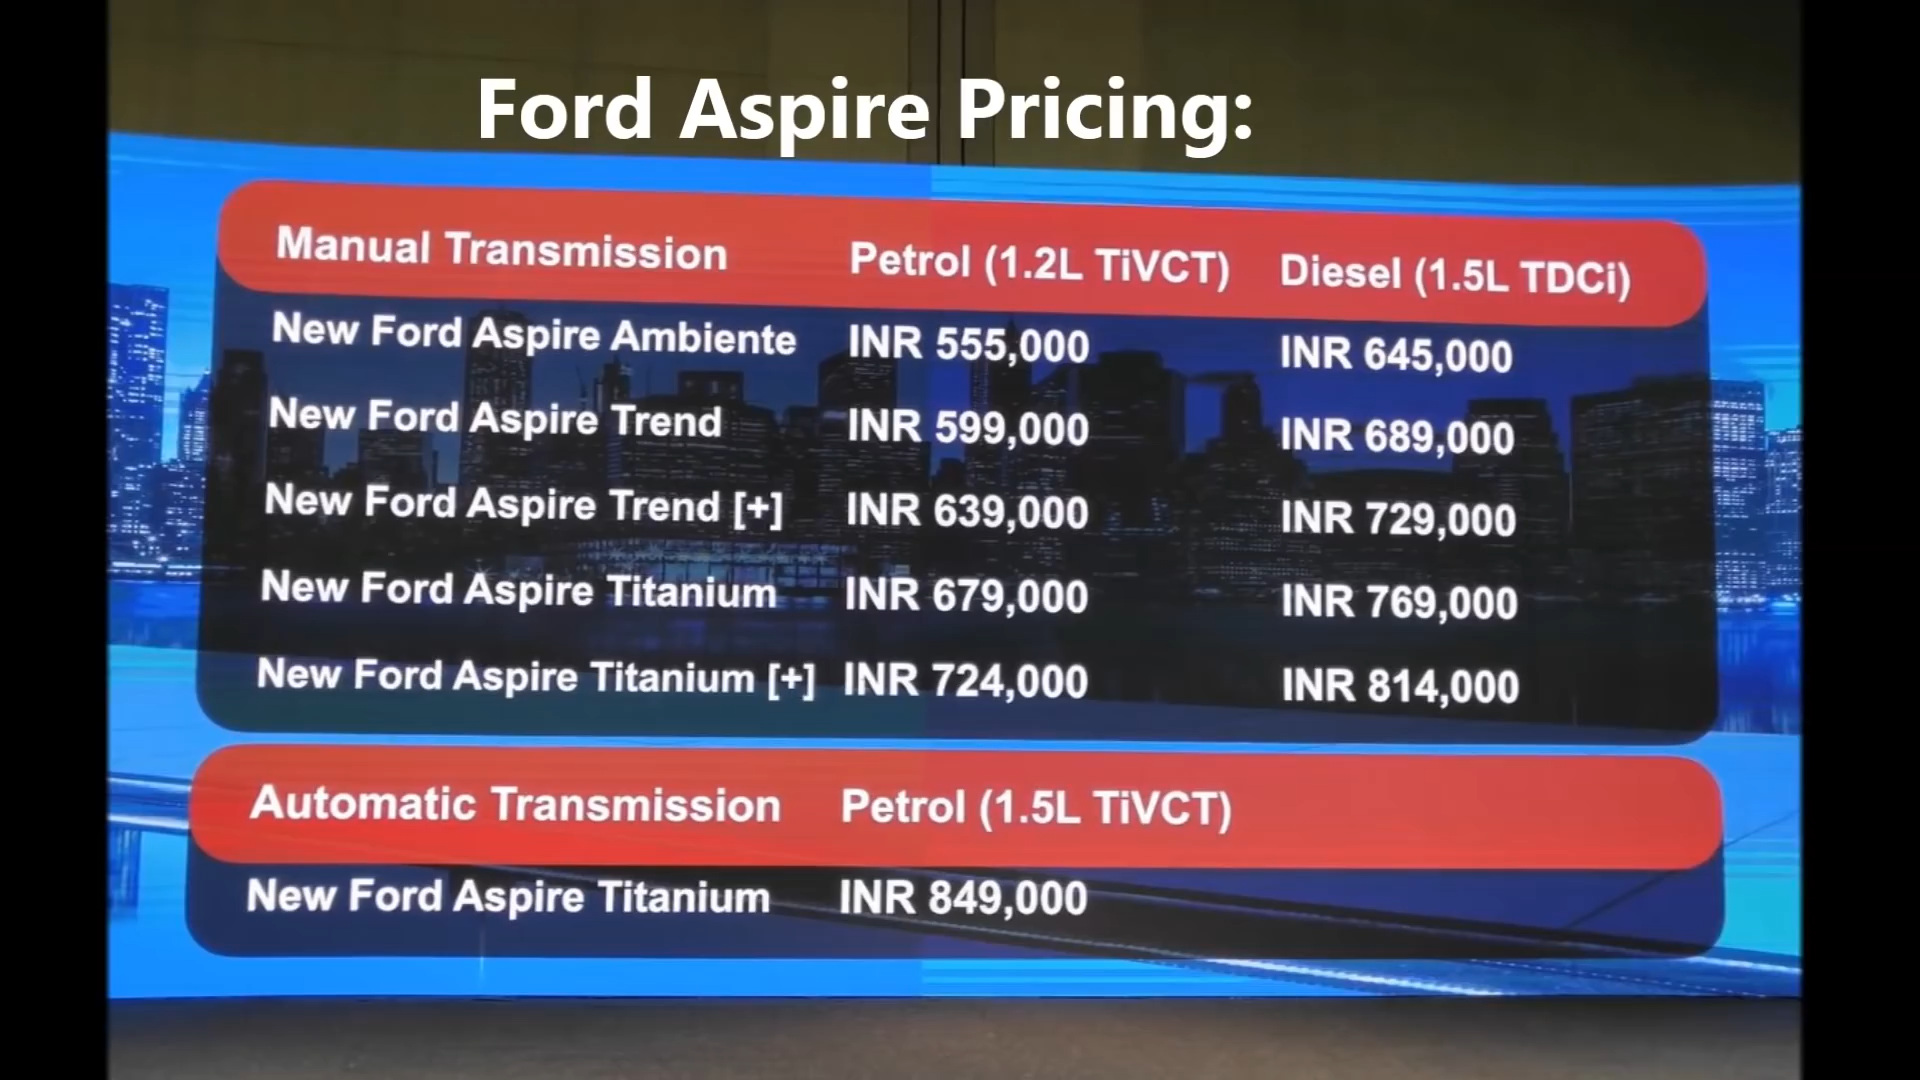 Ford Aspire Pricing:
Manual Transmission Petrol (1.2L TiVCT) Diesel (1.5L TDCi)
New Ford Aspire Ambiente INR 555,000 INR 645,000
New Ford Aspire Trend INR 599,000 INR 689,000
New Ford Aspire Trend [+] INR 639,000 INR 729,000
New Ford Aspire Titanium INR 679,000 INR 769,000
New Ford Aspire Titanium [+] INR 724,000 INR 814,000
Automatic Transmission Petrol (1.5L TiVCT)
New Ford Aspire Titanium INR 849,000